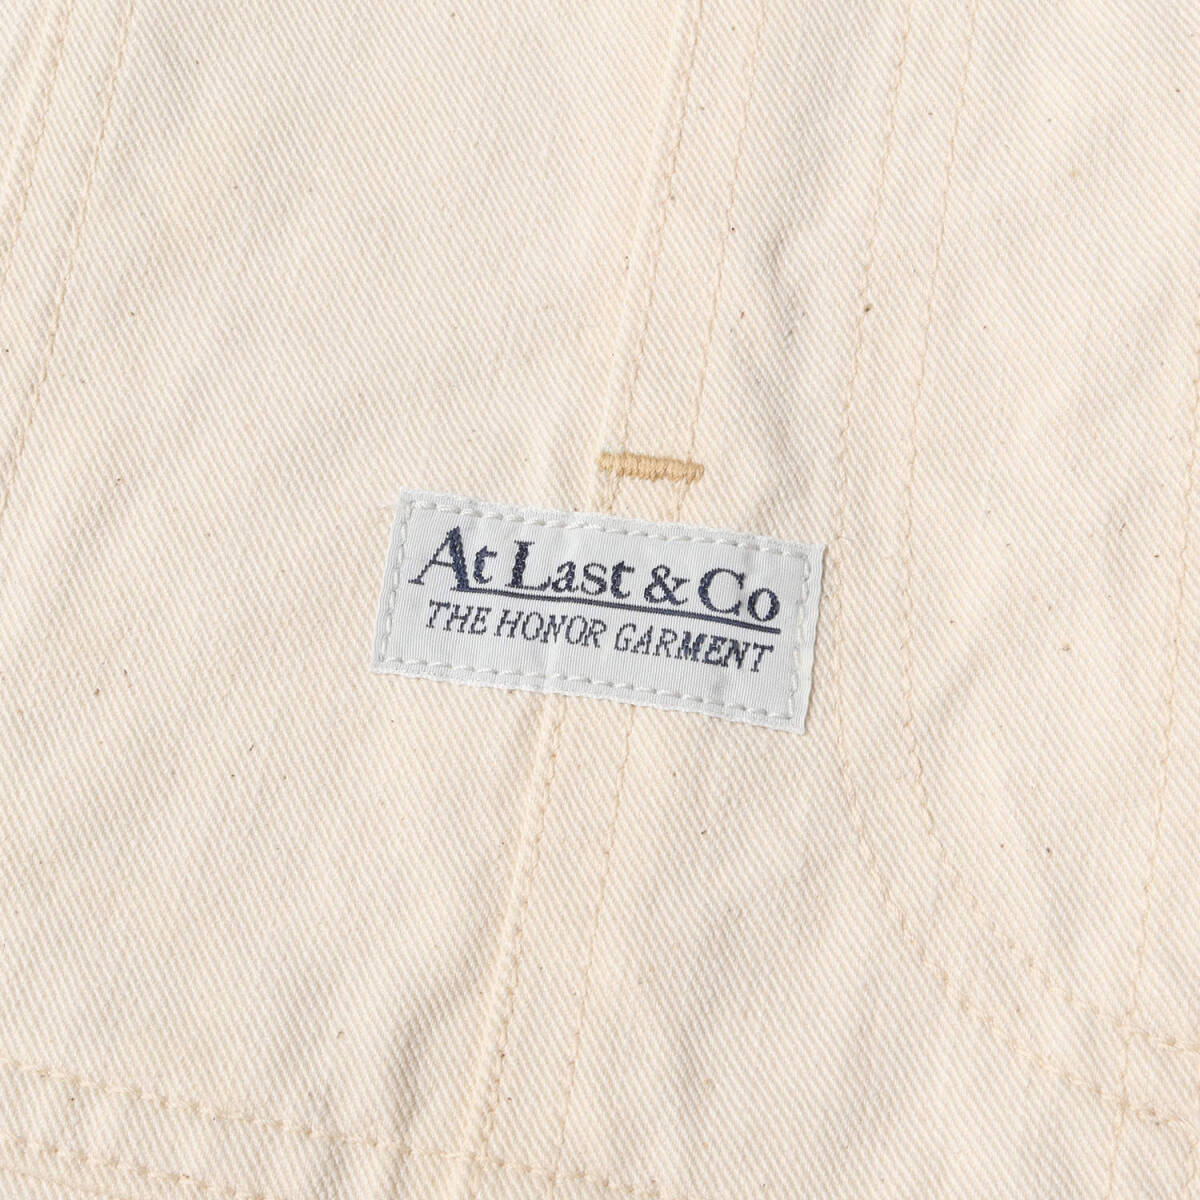 At Last & Co
THE HONOR GARMENT